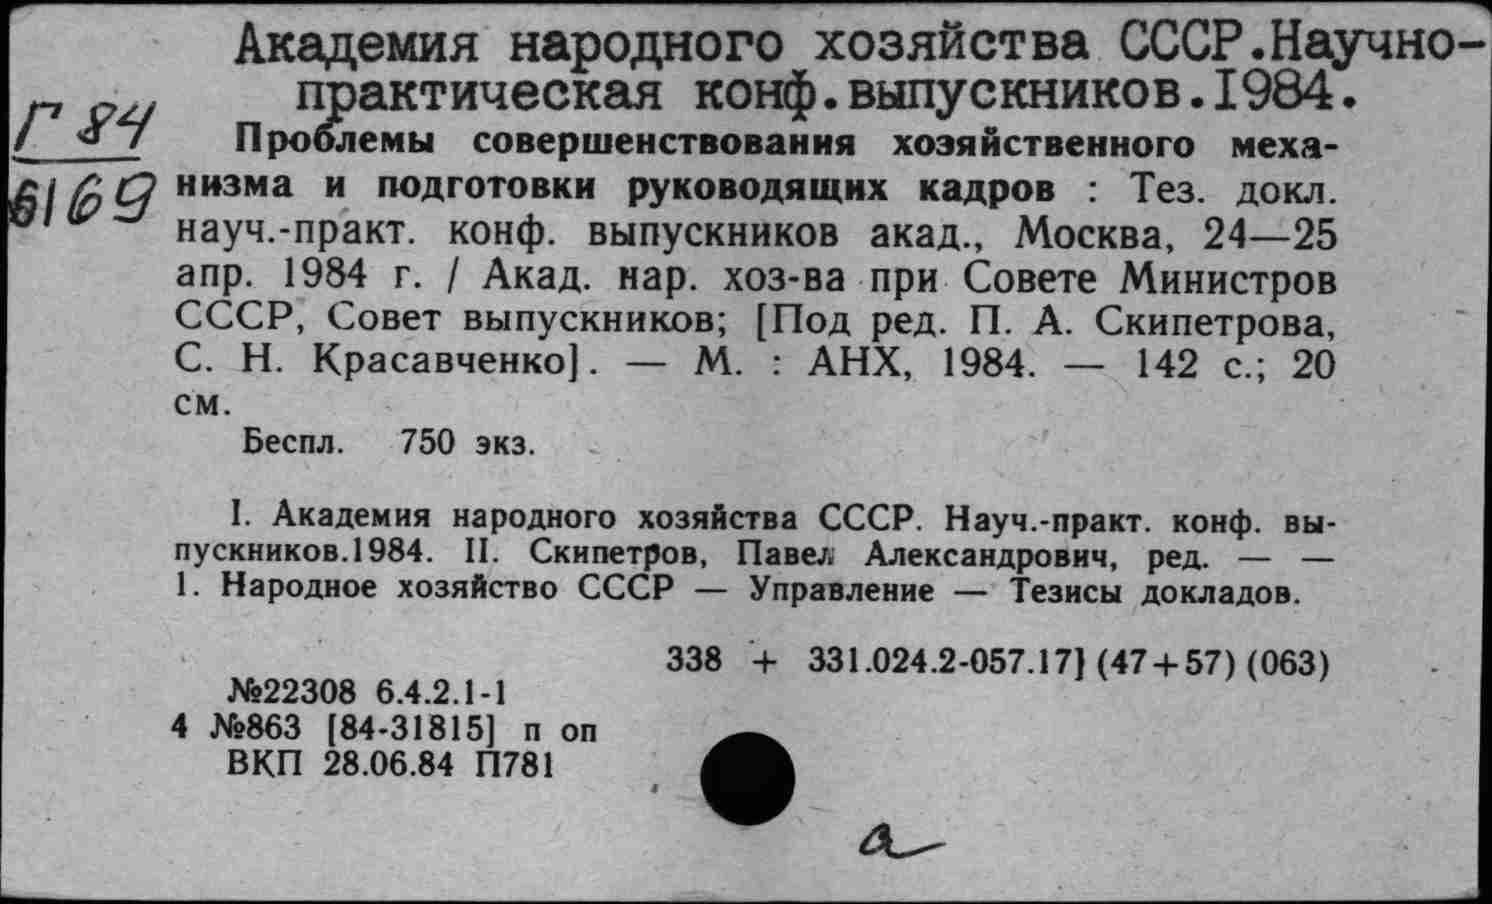 Академия народного хозяйства СССР.Научно-
практическая конф.выпускников.I984.
Г 84
6169
Проблемы совершенствования хозяйственного меха-
низма и подготовки руководящих кадров : Тез. докл.
науч.-практ. конф. выпускников акад., Москва, 24—25
апр. 1984 г. / Акад. нар. хоз-ва при Совете Министров
СССР, Совет выпускников; [Под ред. П. А. Скипетрова,
С. Н. Красавченко]. — М. : АНХ, 1984. — 142 с.; 20
см.
Беспл. 750 экз.
I. Академия народного хозяйства СССР. Науч.-практ. конф. вы-
пускников.1984. II. Скипетров, Павел Александрович, ред. — —
1. Народное хозяйство СССР — Управление — Тезисы докладов.
338 + 331.024.2-057.17] (47+57) (063)
№22308 6.4.2.1-1
4 №863 [84-31815] п оп
ВКП 28.06.84 П781
а